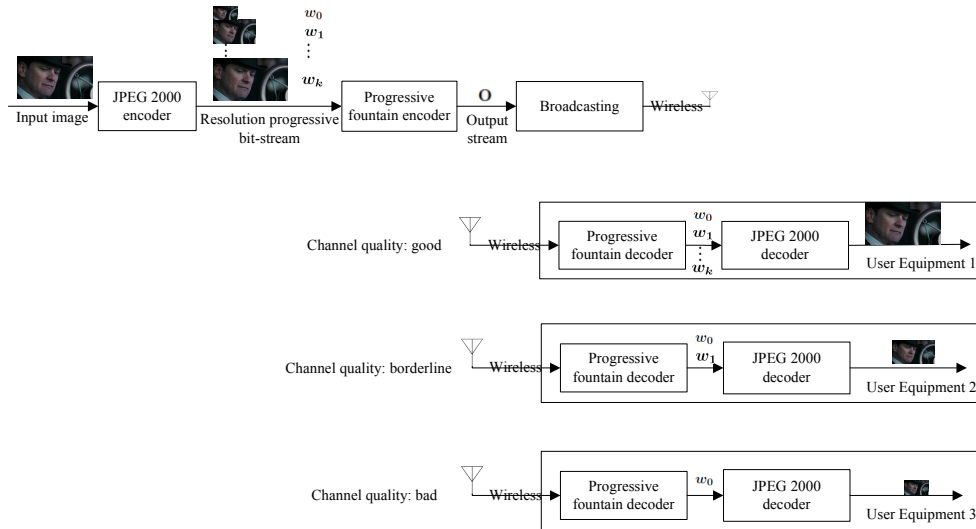 w₀
w₁
⋮
wₖ
Input image
JPEG 2000
encoder
Resolution progressive
bit-stream
Progressive
fountain encoder
O
Output
stream
Broadcasting
Wireless
Channel quality: good
Wireless
Progressive
fountain decoder
w₀
w₁
⋮
wₖ
JPEG 2000
decoder
User Equipment 1
Channel quality: borderline
Wireless
Progressive
fountain decoder
w₀
w₁
JPEG 2000
decoder
User Equipment 2
Channel quality: bad
Wireless
Progressive
fountain decoder
w₀
JPEG 2000
decoder
User Equipment 3